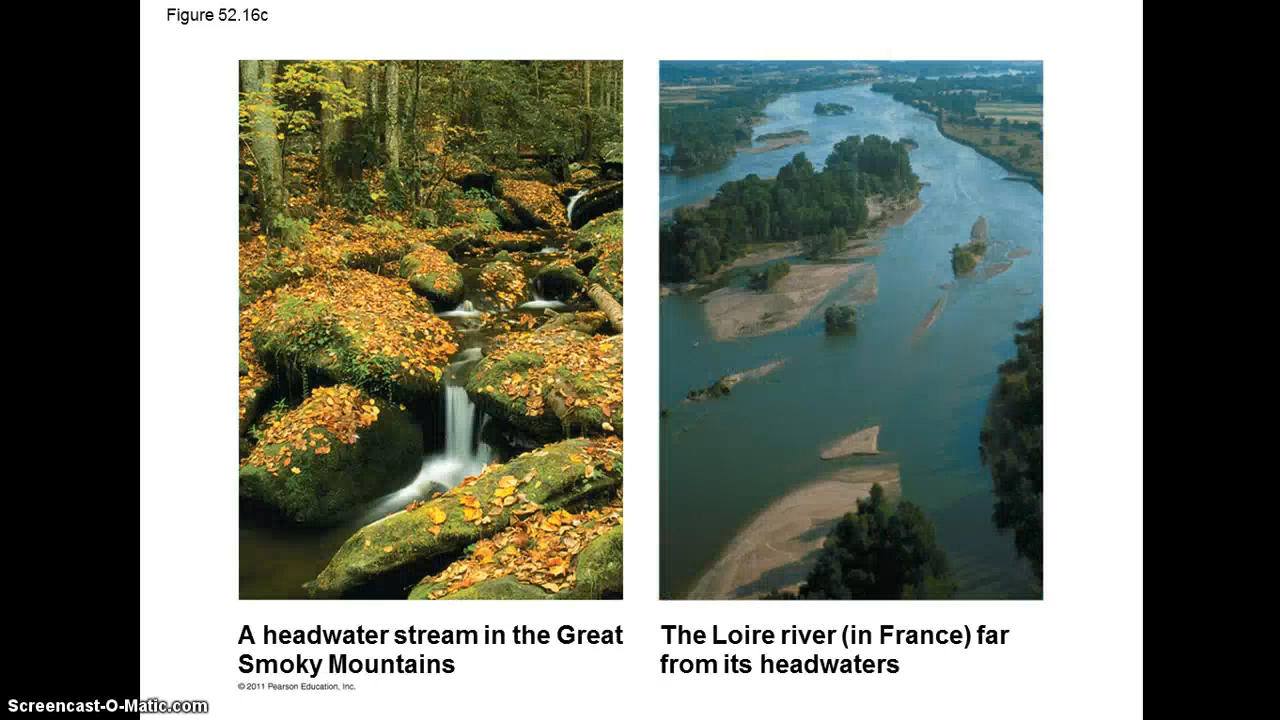 Figure 52.16c
A headwater stream in the Great
Smoky Mountains
The Loire river (in France) far
from its headwaters
© 2011 Pearson Education, Inc.
Screencast-O-Matic.com